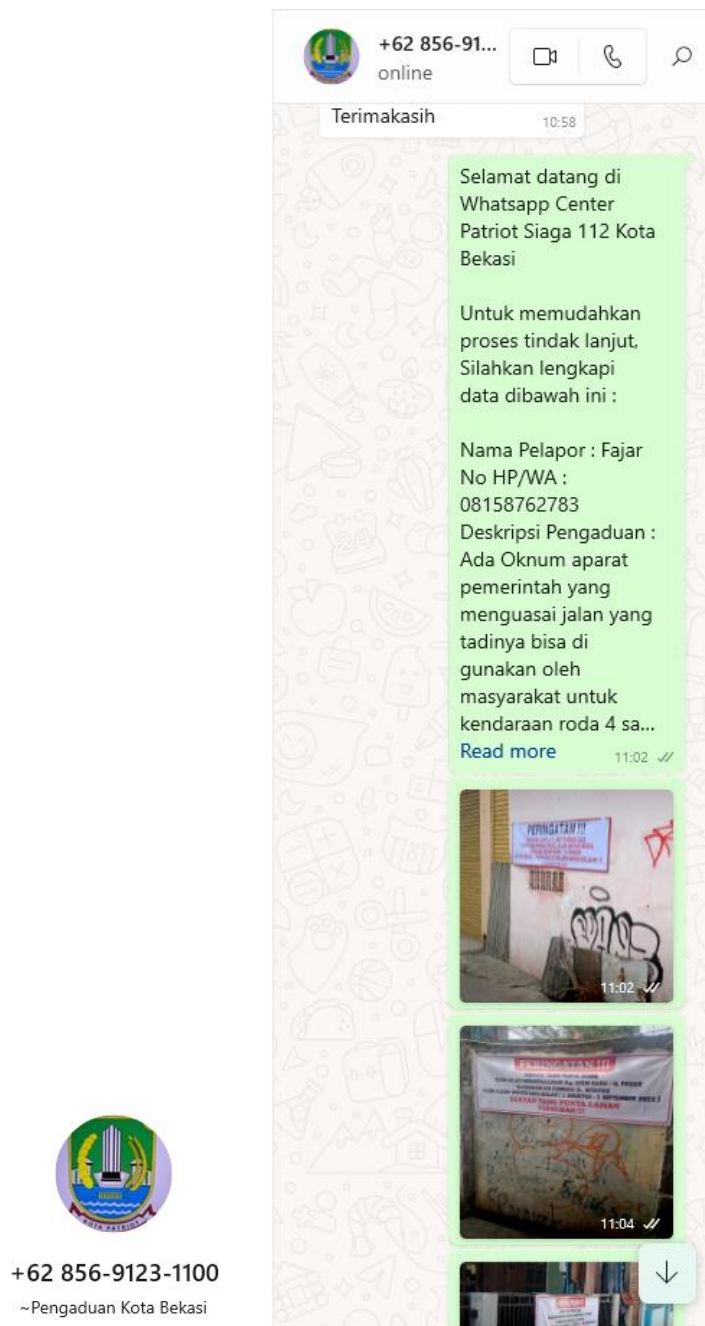 +62 856-91...
online
Terimakasih
10:58
Selamat datang di
Whatsapp Center
Patriot Siaga 112 Kota
Bekasi
Untuk memudahkan
proses tindak lanjut,
Silahkan lengkapi
data dibawah ini :
Nama Pelapor : Fajar
No HP/WA :
08158762783
Deskripsi Pengaduan :
Ada Oknum aparat
pemerintah yang
menguasai jalan yang
tadinya bisa di
gunakan oleh
masyarakat untuk
kendaraan roda 4 sa...
Read more
11:02
PERINGATAN !!!
11:02
PERINGATAN !!!
11:04
KOTA PATRIOT
+62 856-9123-1100
~Pengaduan Kota Bekasi